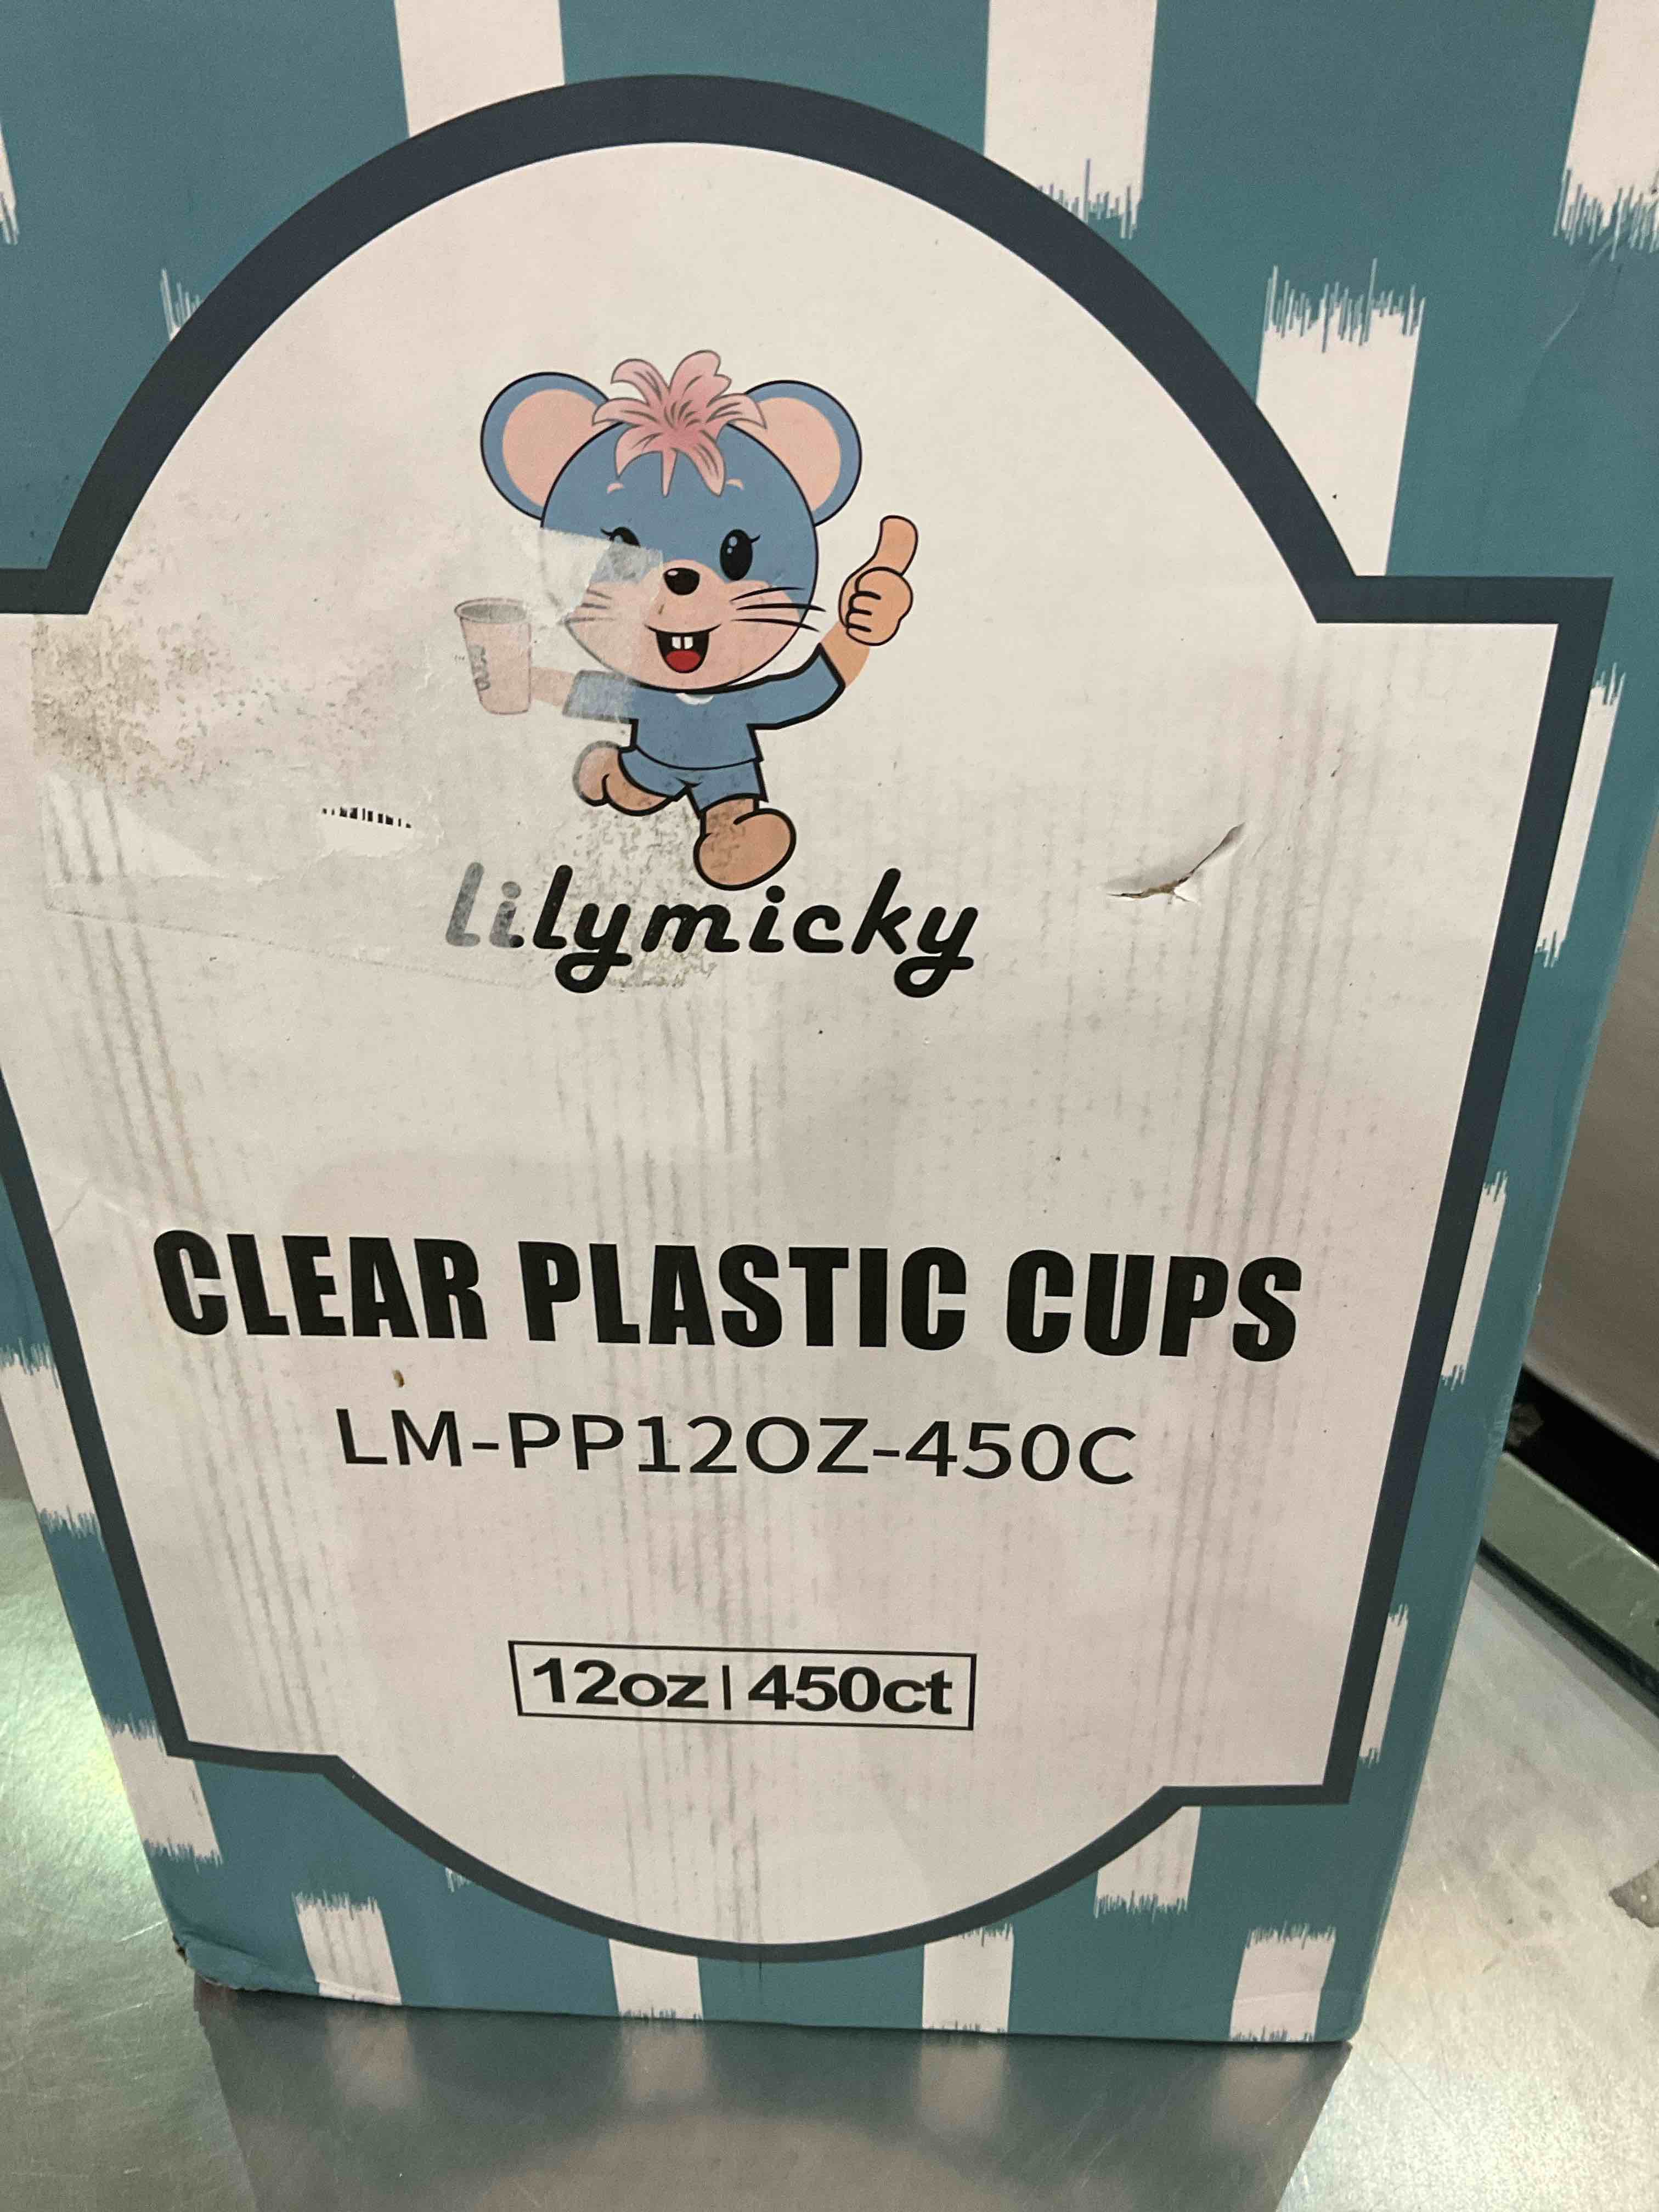 lilymicky
CLEAR PLASTIC CUPS
LM-PP12OZ-450C
12oz | 450ct